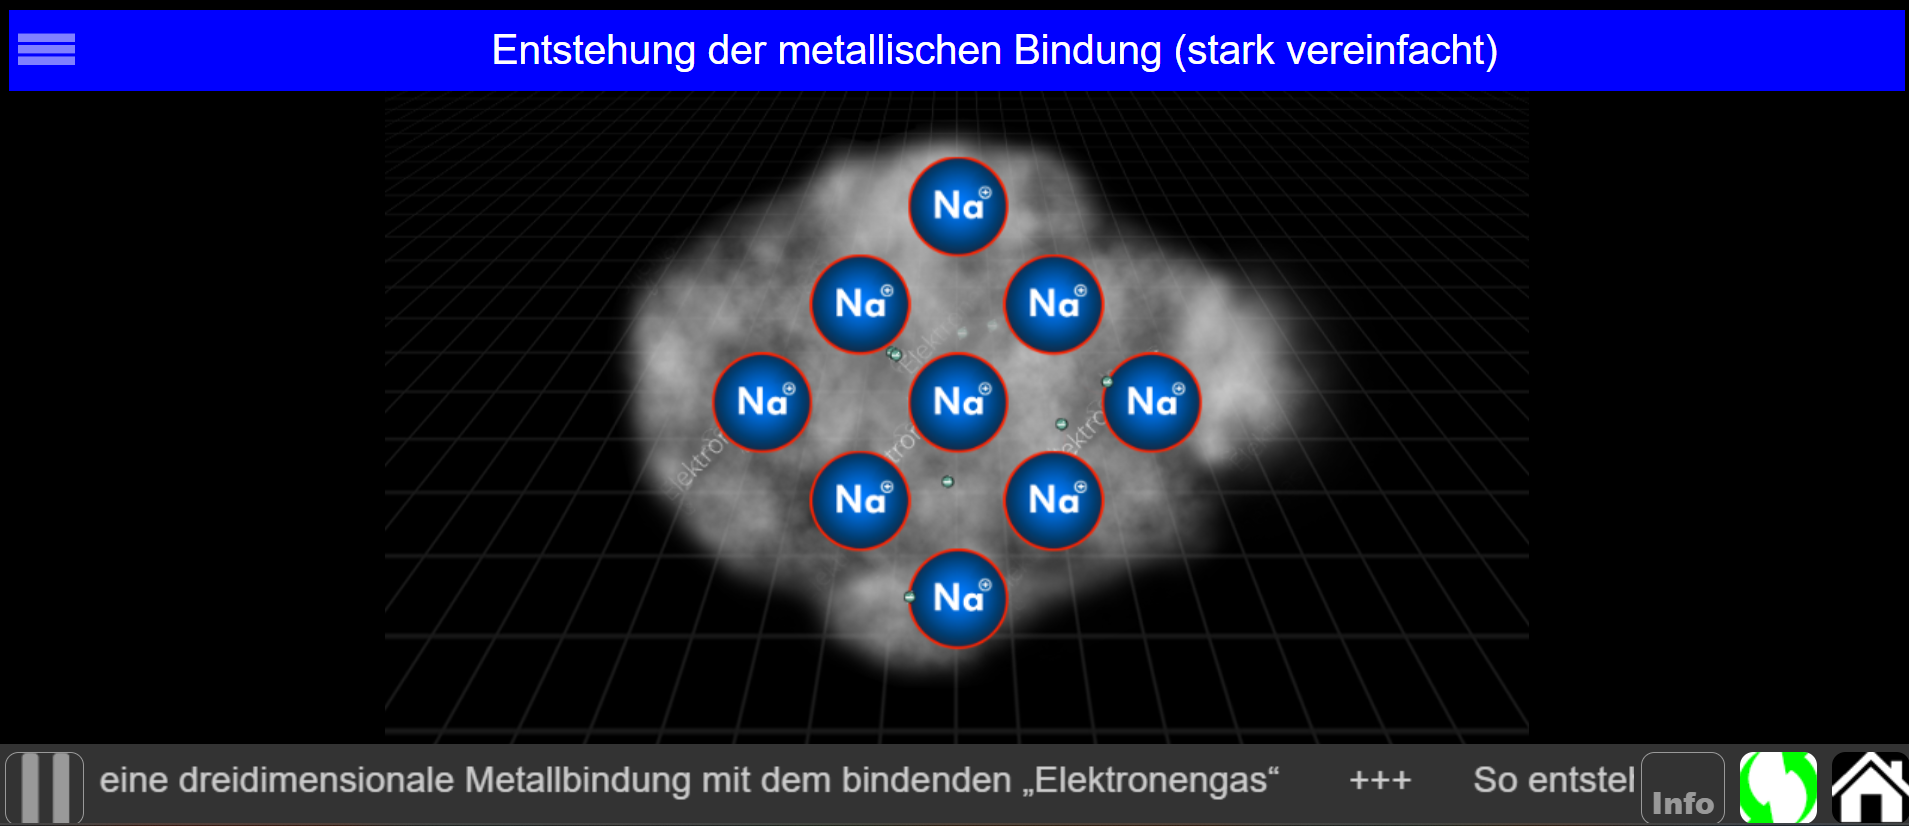 Entstehung der metallischen Bindung (stark vereinfacht)
Na⊕
Na⊕ Na⊕
Na⊕ Na⊕ Na⊕
Na⊕ Na⊕
Na⊕
eine dreidimensionale Metallbindung mit dem bindenden „Elektronengas“ +++ So entste
Info